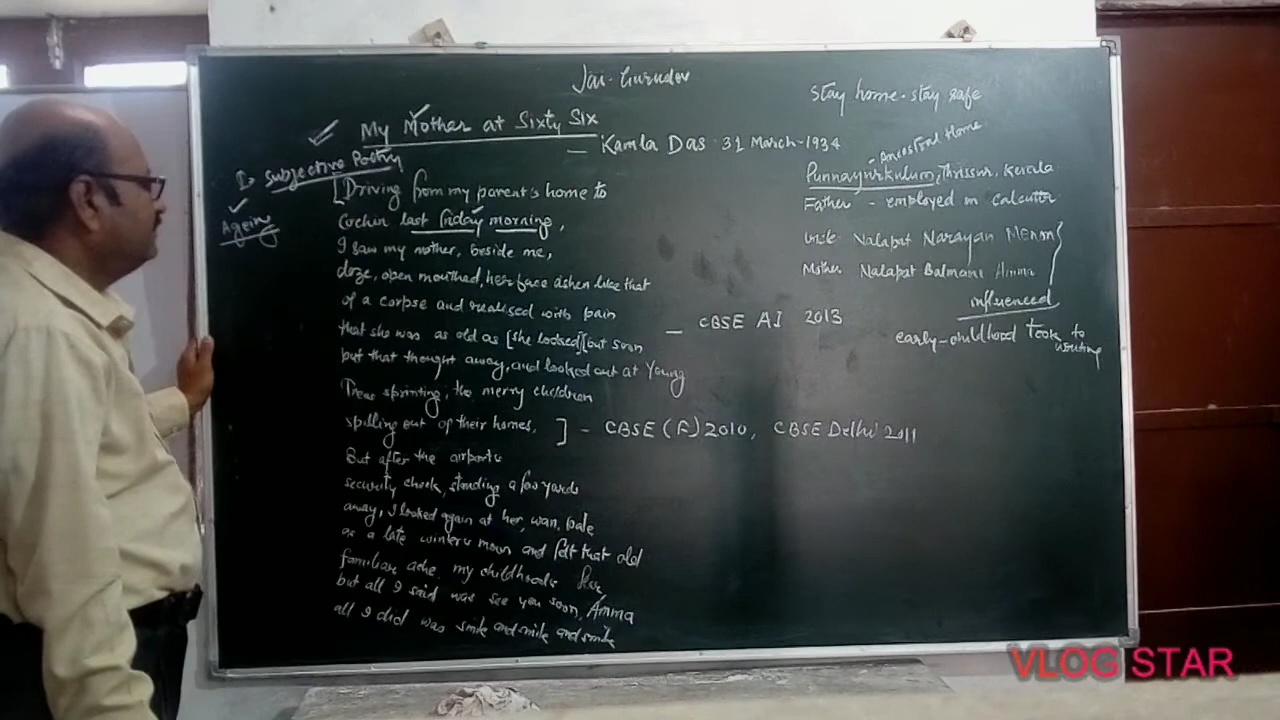 Jai Gurudev
Stay home. stay safe
My Mother at Sixty Six
— Kamla Das 31 March-1934
1> Subjective Poetry
Ageing
[Driving from my parent's home to
Cochin last Friday morning,
I saw my mother, beside me,
doze, open mouthed, her face ashen like that
of a corpse and realised with pain
that she was as old as [she looked][but soon
put that thought away, and looked out at Young
Trees sprinting, the merry children
spilling out of their homes, ] - CBSE (F) 2010, CBSE Delhi 2011
— CBSE AI 2013
But after the airport's
security check, standing a few yards
away, I looked again at her, wan, pale
as a late winter's moon and felt that old
familiar ache, my childhood's fear
but all I said was see you soon, Amma
all I did was smile and smile and smile
- Ancestral Home
Punnayurkulum, Thrissur, Kerala
Father - employed in Calcutta
Uncle Nalapat Narayan Menon
Mother Nalapat Balmani Amma
influenced
early-childhood took to
writing
VLOG STAR